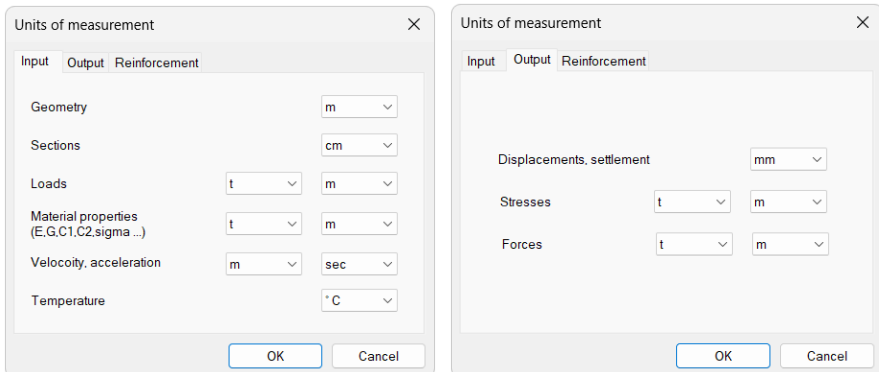 Units of measurement
Input Output Reinforcement
Geometry m
Sections cm
Loads t m
Material properties
(E,G,C1,C2,sigma ...) t m
Velocoity, acceleration m sec
Temperature ° C
OK Cancel
Units of measurement
Input Output Reinforcement
Displacements, settlement mm
Stresses t m
Forces t m
OK Cancel